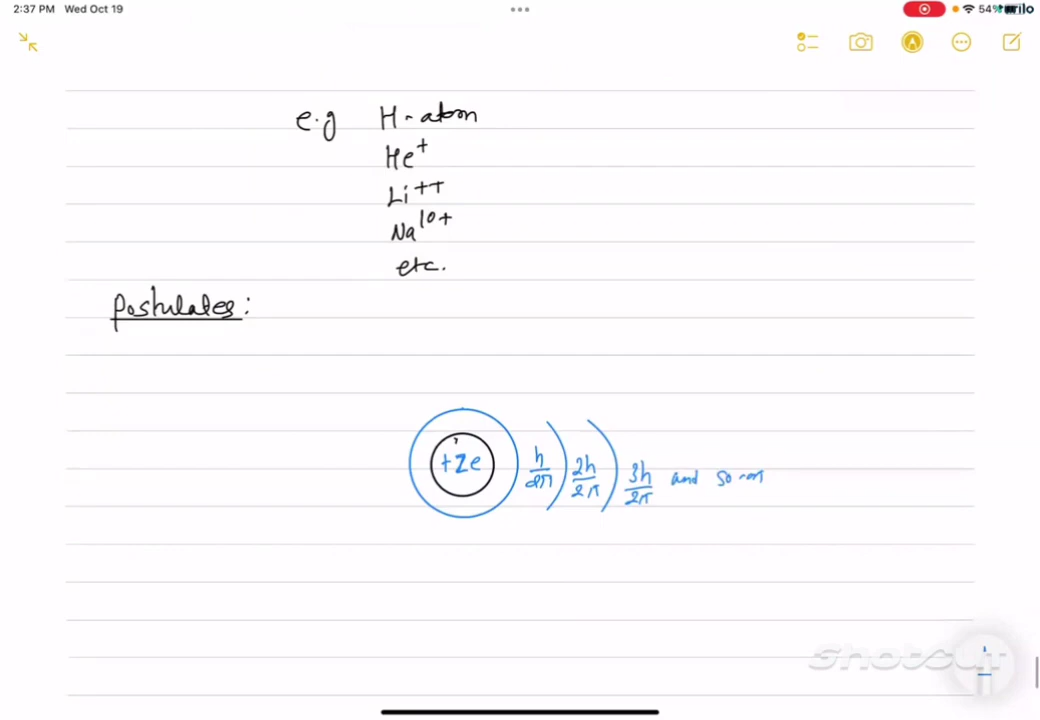 2:37 PM Wed Oct 19
54%
e.g H-atom
He⁺
Li⁺⁺
Na¹⁰⁺
etc.
Postulates:
+Ze h/2π 2h/2π 3h/2π and so on
ShotCut